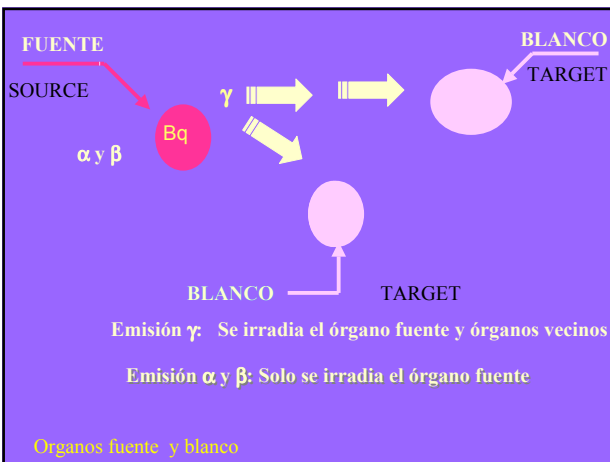 FUENTE
SOURCE
BLANCO
TARGET
γ
Bq
α y β
BLANCO TARGET
Emisión γ: Se irradia el órgano fuente y órganos vecinos
Emisión α y β: Solo se irradia el órgano fuente
Organos fuente y blanco